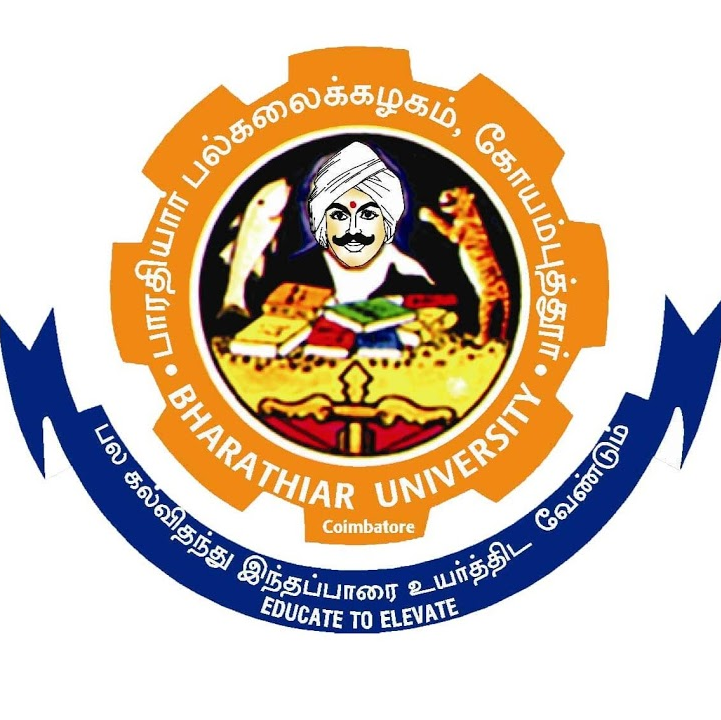 பாரதியார் பல்கலைக்கழகம், கோயம்புத்தூர்
BHARATHIAR UNIVERSITY
Coimbatore
பல கல்விதந்து இந்தப்பாரை உயர்த்திட வேண்டும்
EDUCATE TO ELEVATE